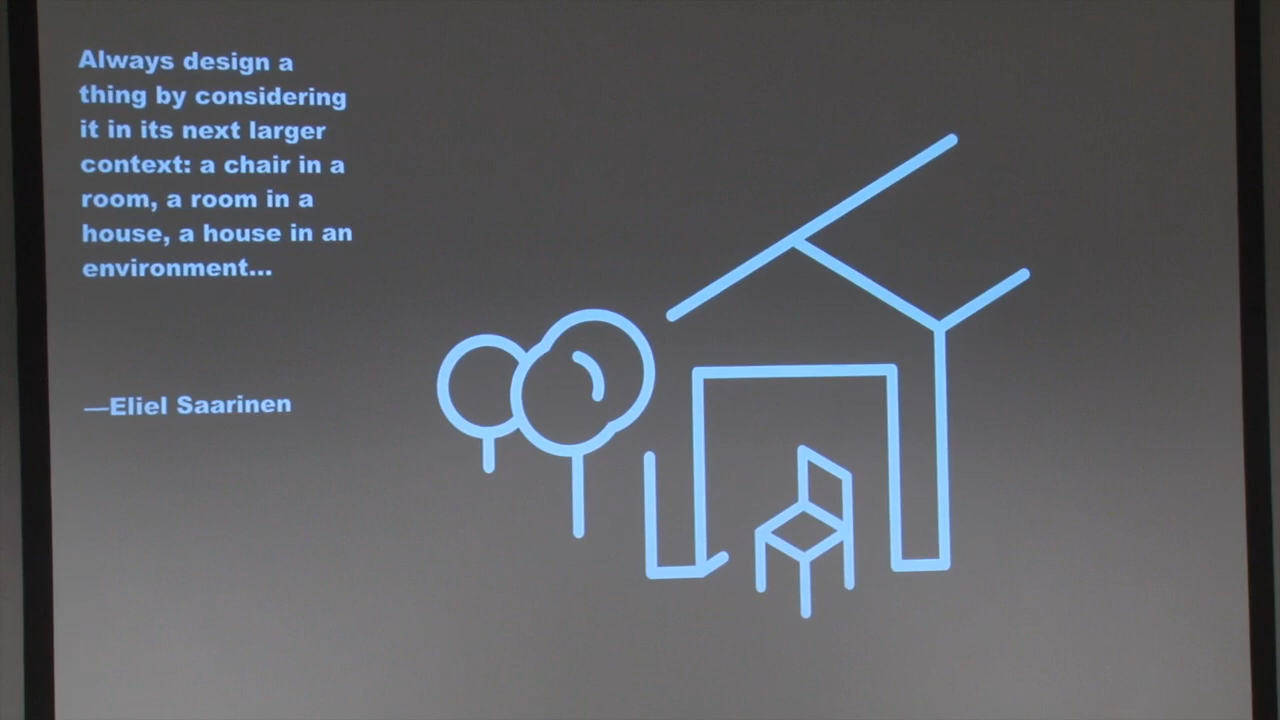 Always design a
thing by considering
it in its next larger
context: a chair in a
room, a room in a
house, a house in an
environment...
—Eliel Saarinen